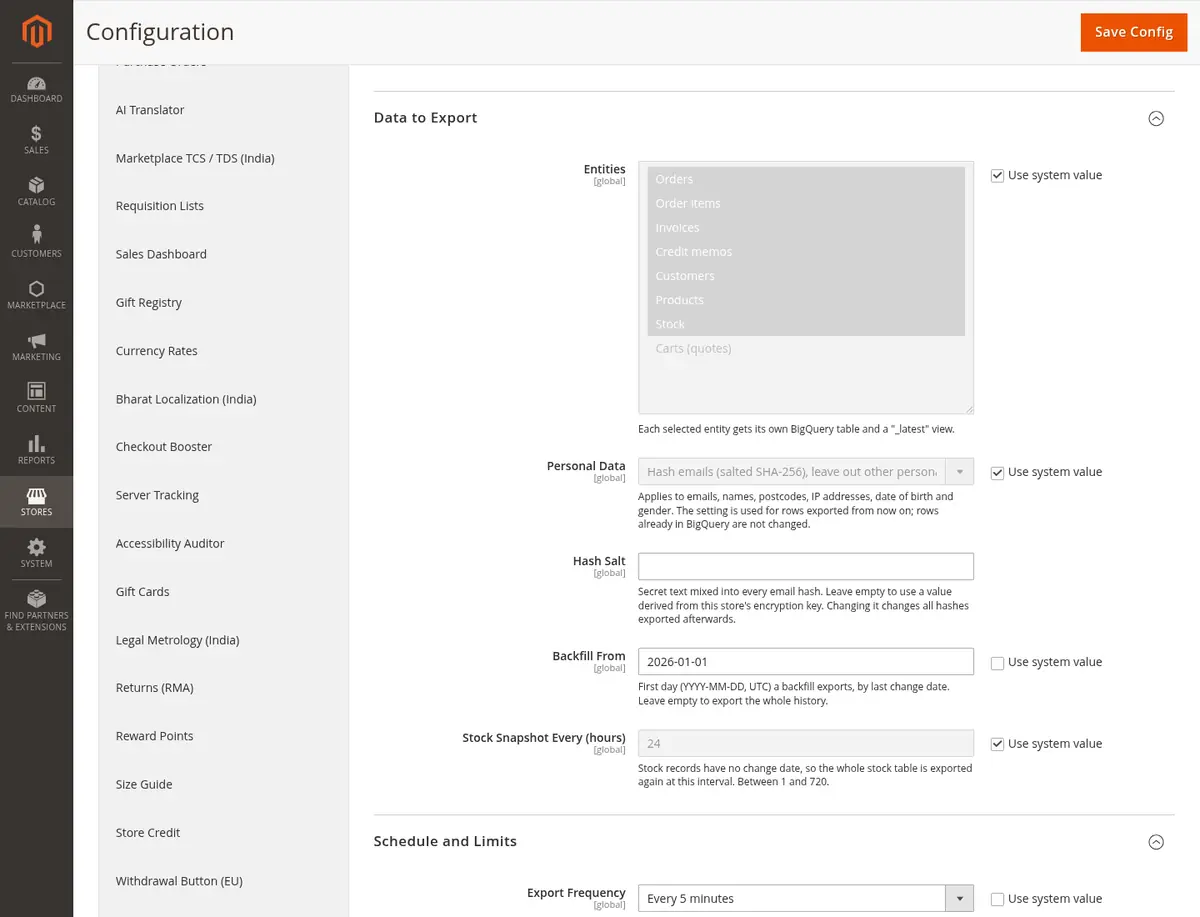 Configuration
Save Config
DASHBOARD
SALES
CATALOG
CUSTOMERS
MARKETPLACE
MARKETING
CONTENT
REPORTS
STORES
SYSTEM
FIND PARTNERS
& EXTENSIONS
Purchase Orders
AI Translator
Marketplace TCS / TDS (India)
Requisition Lists
Sales Dashboard
Gift Registry
Currency Rates
Bharat Localization (India)
Checkout Booster
Server Tracking
Accessibility Auditor
Gift Cards
Legal Metrology (India)
Returns (RMA)
Reward Points
Size Guide
Store Credit
Withdrawal Button (EU)
Data to Export
Entities
[global]
Orders
Order items
Invoices
Credit memos
Customers
Products
Stock
Carts (quotes)
Use system value
Each selected entity gets its own BigQuery table and a "_latest" view.
Personal Data
[global]
Hash emails (salted SHA-256), leave out other person
Use system value
Applies to emails, names, postcodes, IP addresses, date of birth and
gender. The setting is used for rows exported from now on; rows
already in BigQuery are not changed.
Hash Salt
[global]
Secret text mixed into every email hash. Leave empty to use a value
derived from this store's encryption key. Changing it changes all hashes
exported afterwards.
Backfill From
[global]
2026-01-01
Use system value
First day (YYYY-MM-DD, UTC) a backfill exports, by last change date.
Leave empty to export the whole history.
Stock Snapshot Every (hours)
[global]
24
Use system value
Stock records have no change date, so the whole stock table is exported
again at this interval. Between 1 and 720.
Schedule and Limits
Export Frequency
[global]
Every 5 minutes
Use system value